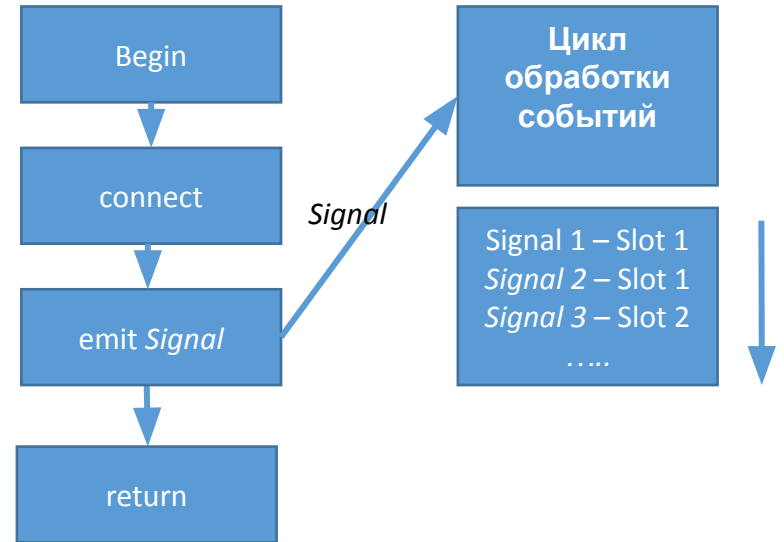 Begin
connect
emit Signal
return
Signal
Цикл
обработки
событий
Signal 1 – Slot 1
Signal 2 – Slot 1
Signal 3 – Slot 2
…..